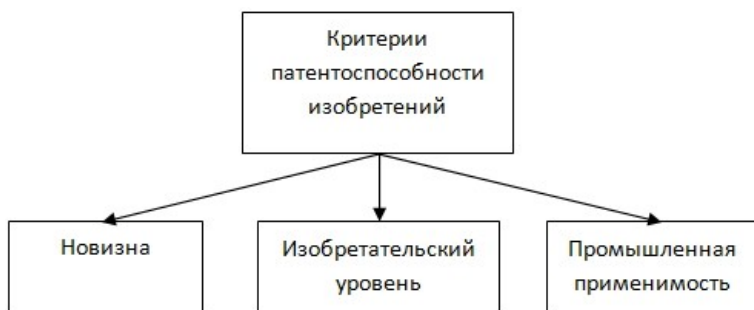 Критерии
патентоспособности
изобретений
Новизна
Изобретательский
уровень
Промышленная
применимость